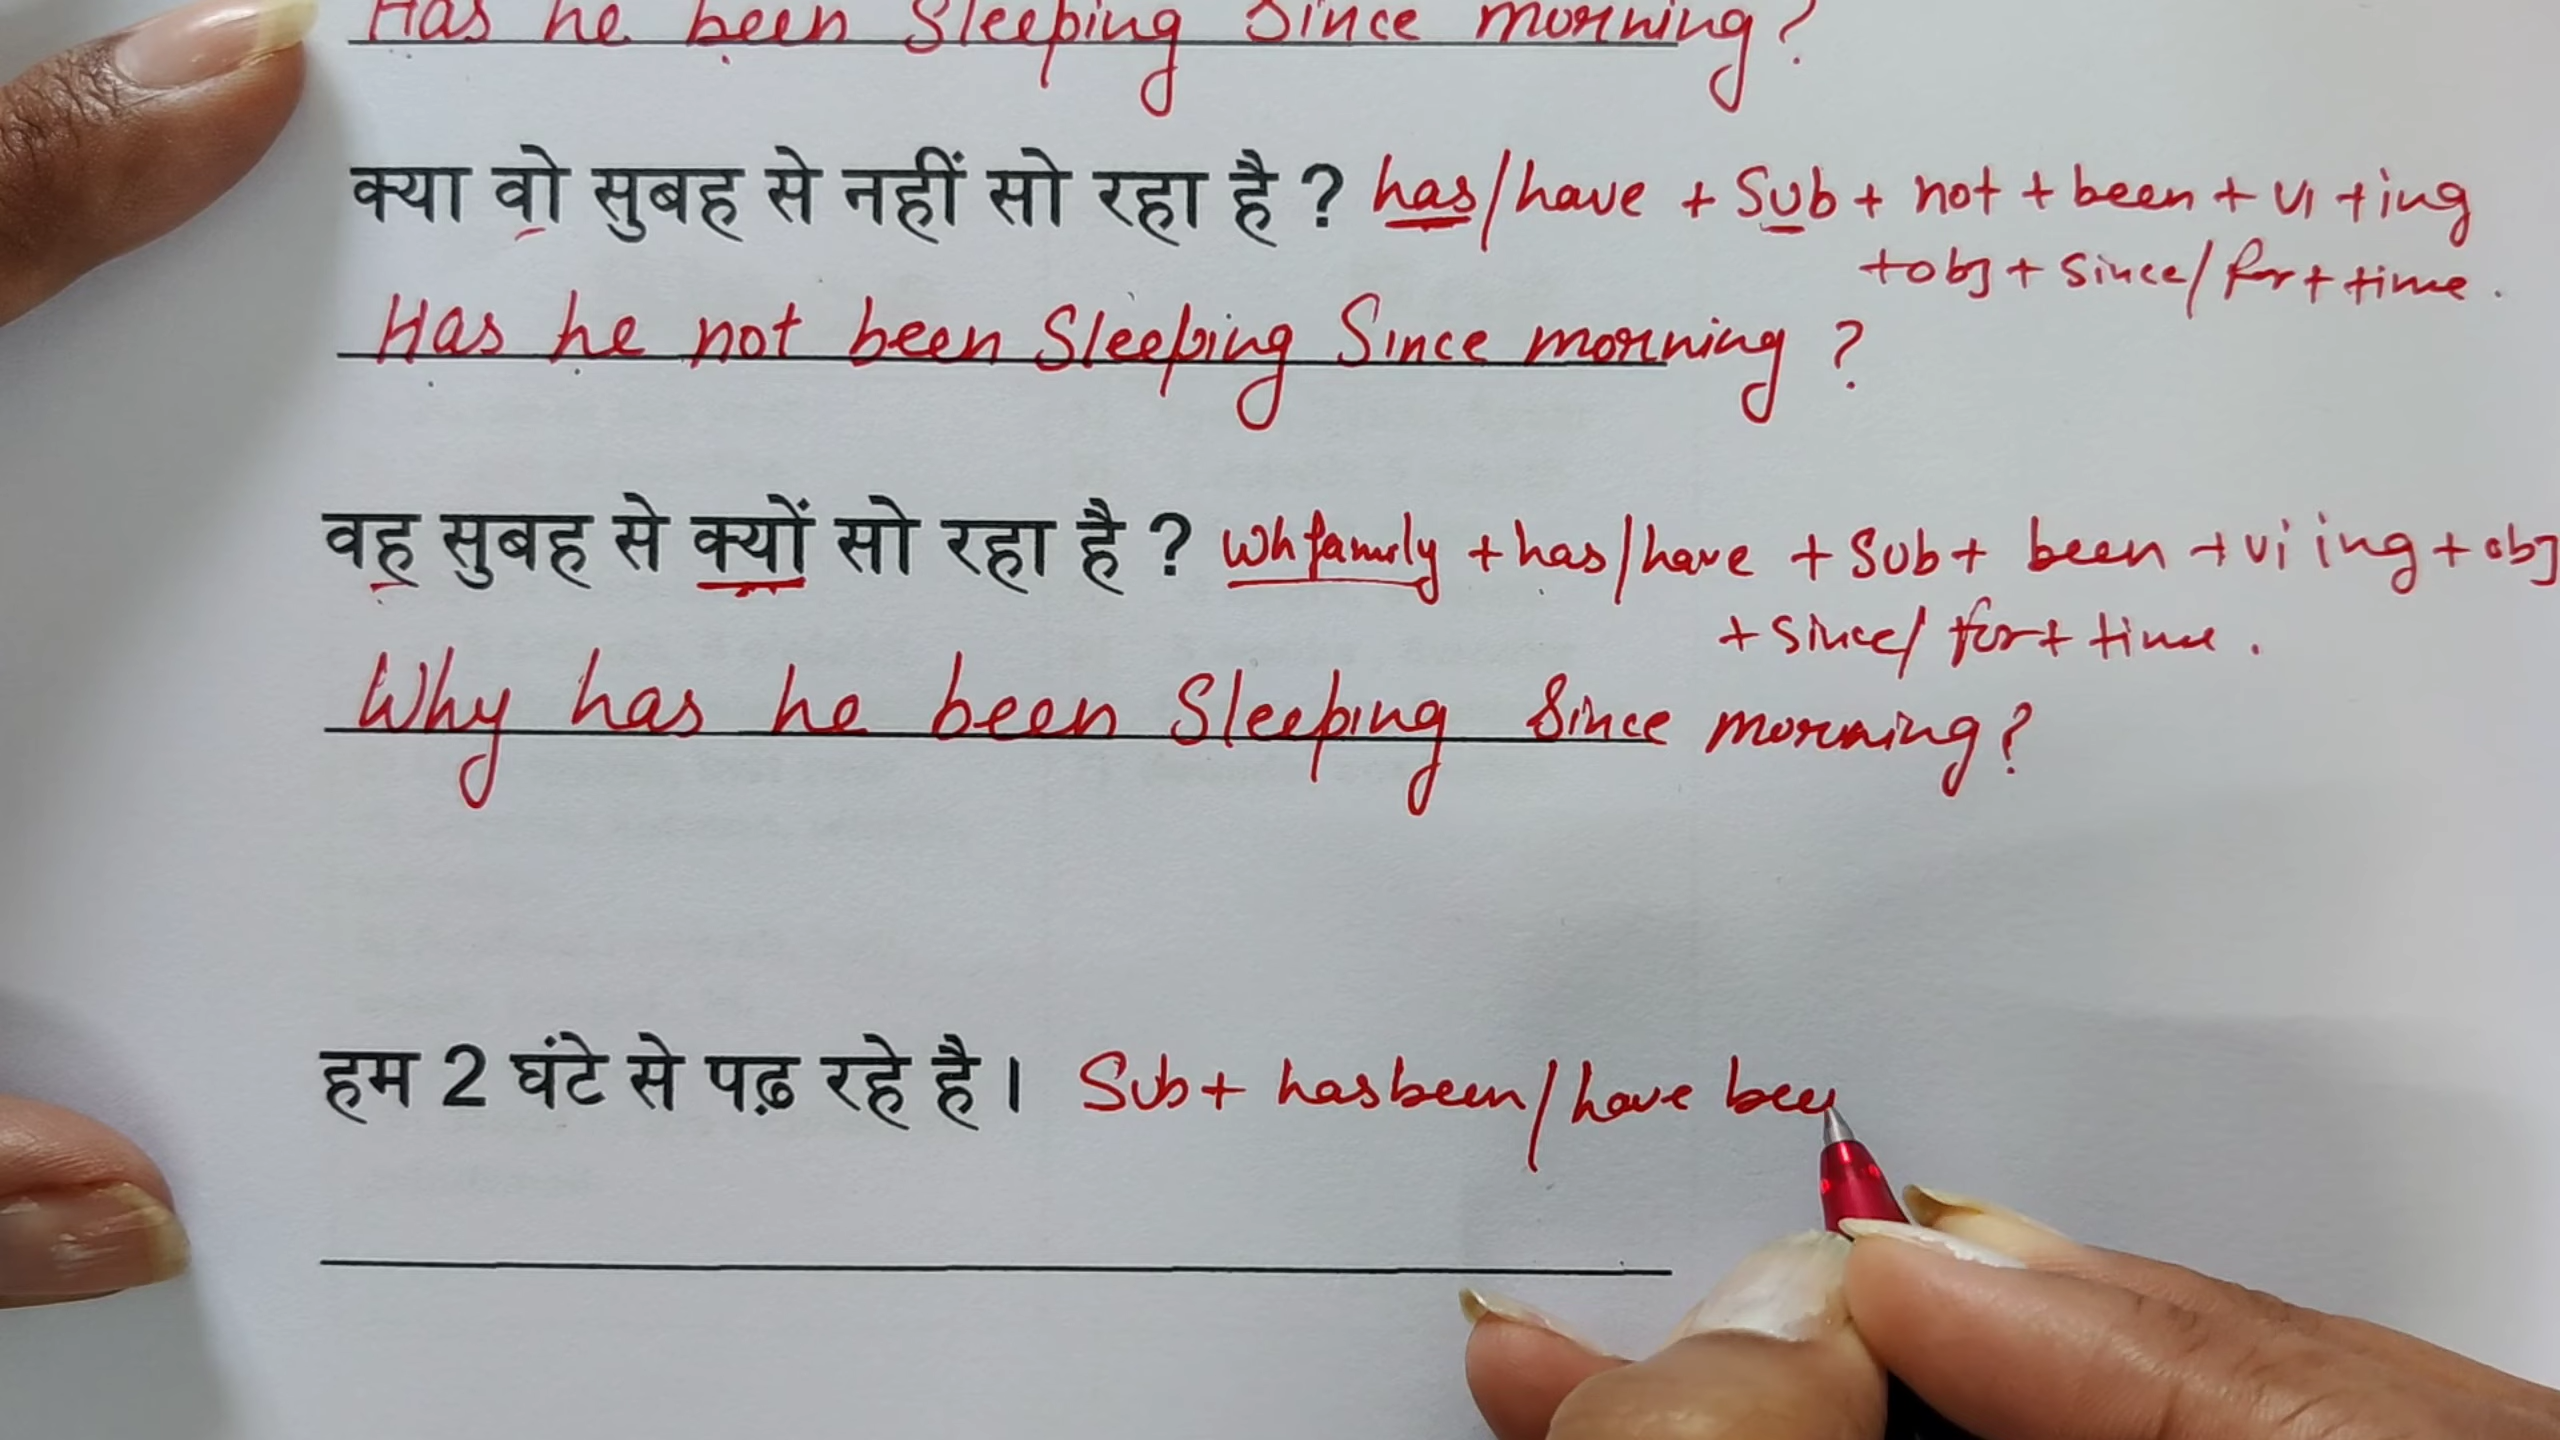 Has he been Sleeping Since morning?
क्या वो सुबह से नहीं सो रहा है ? has/have + Sub + not + been + v1 + ing
+ obj + since/for + time.
Has he not been Sleeping Since morning ?
वह सुबह से क्यों सो रहा है ? Wh family + has/have + Sub + been + v1 ing + obj
+ since/for + time.
Why has he been Sleeping Since morning?
हम 2 घंटे से पढ़ रहे है । Sub + has been/have bee